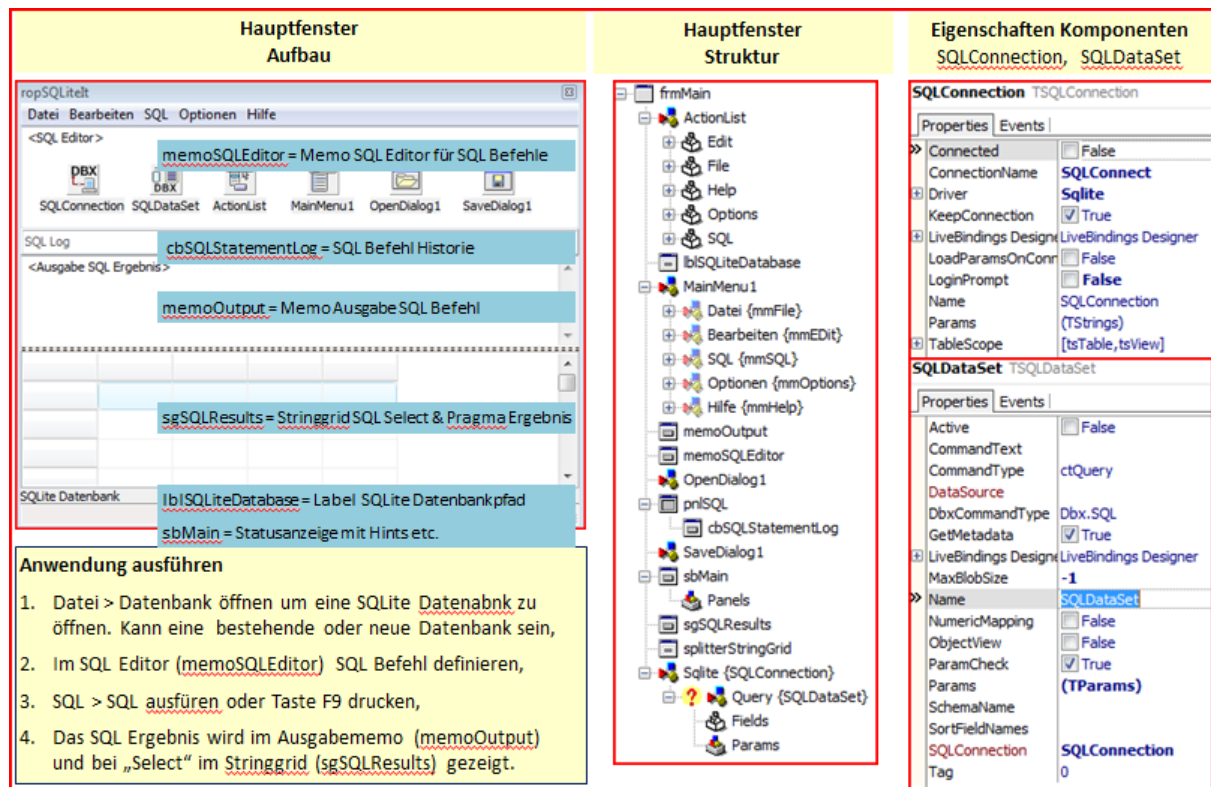 Hauptfenster
Aufbau
ropSQLiteIt
Datei Bearbeiten SQL Optionen Hilfe
<SQL Editor>
memoSQLEditor = Memo SQL Editor für SQL Befehle
DBX
DBX
SQLConnection SQLDataSet ActionList MainMenu1 OpenDialog1 SaveDialog1
SQL Log
cbSQLStatementLog = SQL Befehl Historie
<Ausgabe SQL Ergebnis>
memoOutput = Memo Ausgabe SQL Befehl
sgSQLResults = Stringgrid SQL Select & Pragma Ergebnis
SQLite Datenbank
lblSQLiteDatabase = Label SQLite Datenbankpfad
sbMain = Statusanzeige mit Hints etc.
Anwendung ausführen
1. Datei > Datenbank öffnen um eine SQLite Datenabnk zu
öffnen. Kann eine bestehende oder neue Datenbank sein,
2. Im SQL Editor (memoSQLEditor) SQL Befehl definieren,
3. SQL > SQL ausfüren oder Taste F9 drucken,
4. Das SQL Ergebnis wird im Ausgabememo (memoOutput)
und bei „Select“ im Stringgrid (sgSQLResults) gezeigt.
Hauptfenster
Struktur
frmMain
ActionList
Edit
File
Help
Options
SQL
lblSQLiteDatabase
MainMenu1
Datei {mmFile}
Bearbeiten {mmEDit}
SQL {mmSQL}
Optionen {mmOptions}
Hilfe {mmHelp}
memoOutput
memoSQLEditor
OpenDialog1
pnlSQL
cbSQLStatementLog
SaveDialog1
sbMain
Panels
sgSQLResults
splitterStringGrid
Sqlite {SQLConnection}
? Query {SQLDataSet}
Fields
Params
Eigenschaften Komponenten
SQLConnection, SQLDataSet
SQLConnection TSQLConnection
Properties Events
Connected False
ConnectionName SQLConnect
Driver Sqlite
KeepConnection True
LiveBindings Designe LiveBindings Designer
LoadParamsOnConn False
LoginPrompt False
Name SQLConnection
Params (TStrings)
TableScope [tsTable,tsView]
SQLDataSet TSQLDataSet
Properties Events
Active False
CommandText
CommandType ctQuery
DataSource
DbxCommandType Dbx.SQL
GetMetadata True
LiveBindings Designe LiveBindings Designer
MaxBlobSize -1
Name SQLDataSet
NumericMapping False
ObjectView False
ParamCheck True
Params (TParams)
SchemaName
SortFieldNames
SQLConnection SQLConnection
Tag 0